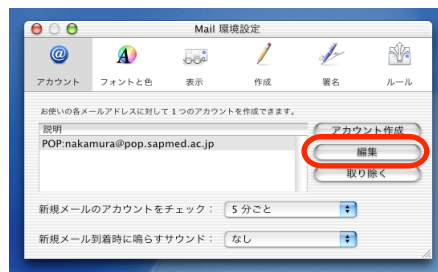 Mail 環境設定
アカウント フォントと色 表示 作成 署名 ルール
お使いの各メールアドレスに対して 1 つのアカウントを作成できます。
説明
アカウント作成
POP:nakamura@pop.sapmed.ac.jp
編集
取り除く
新規メールのアカウントをチェック： 5 分ごと
新規メール到着時に鳴らすサウンド： なし